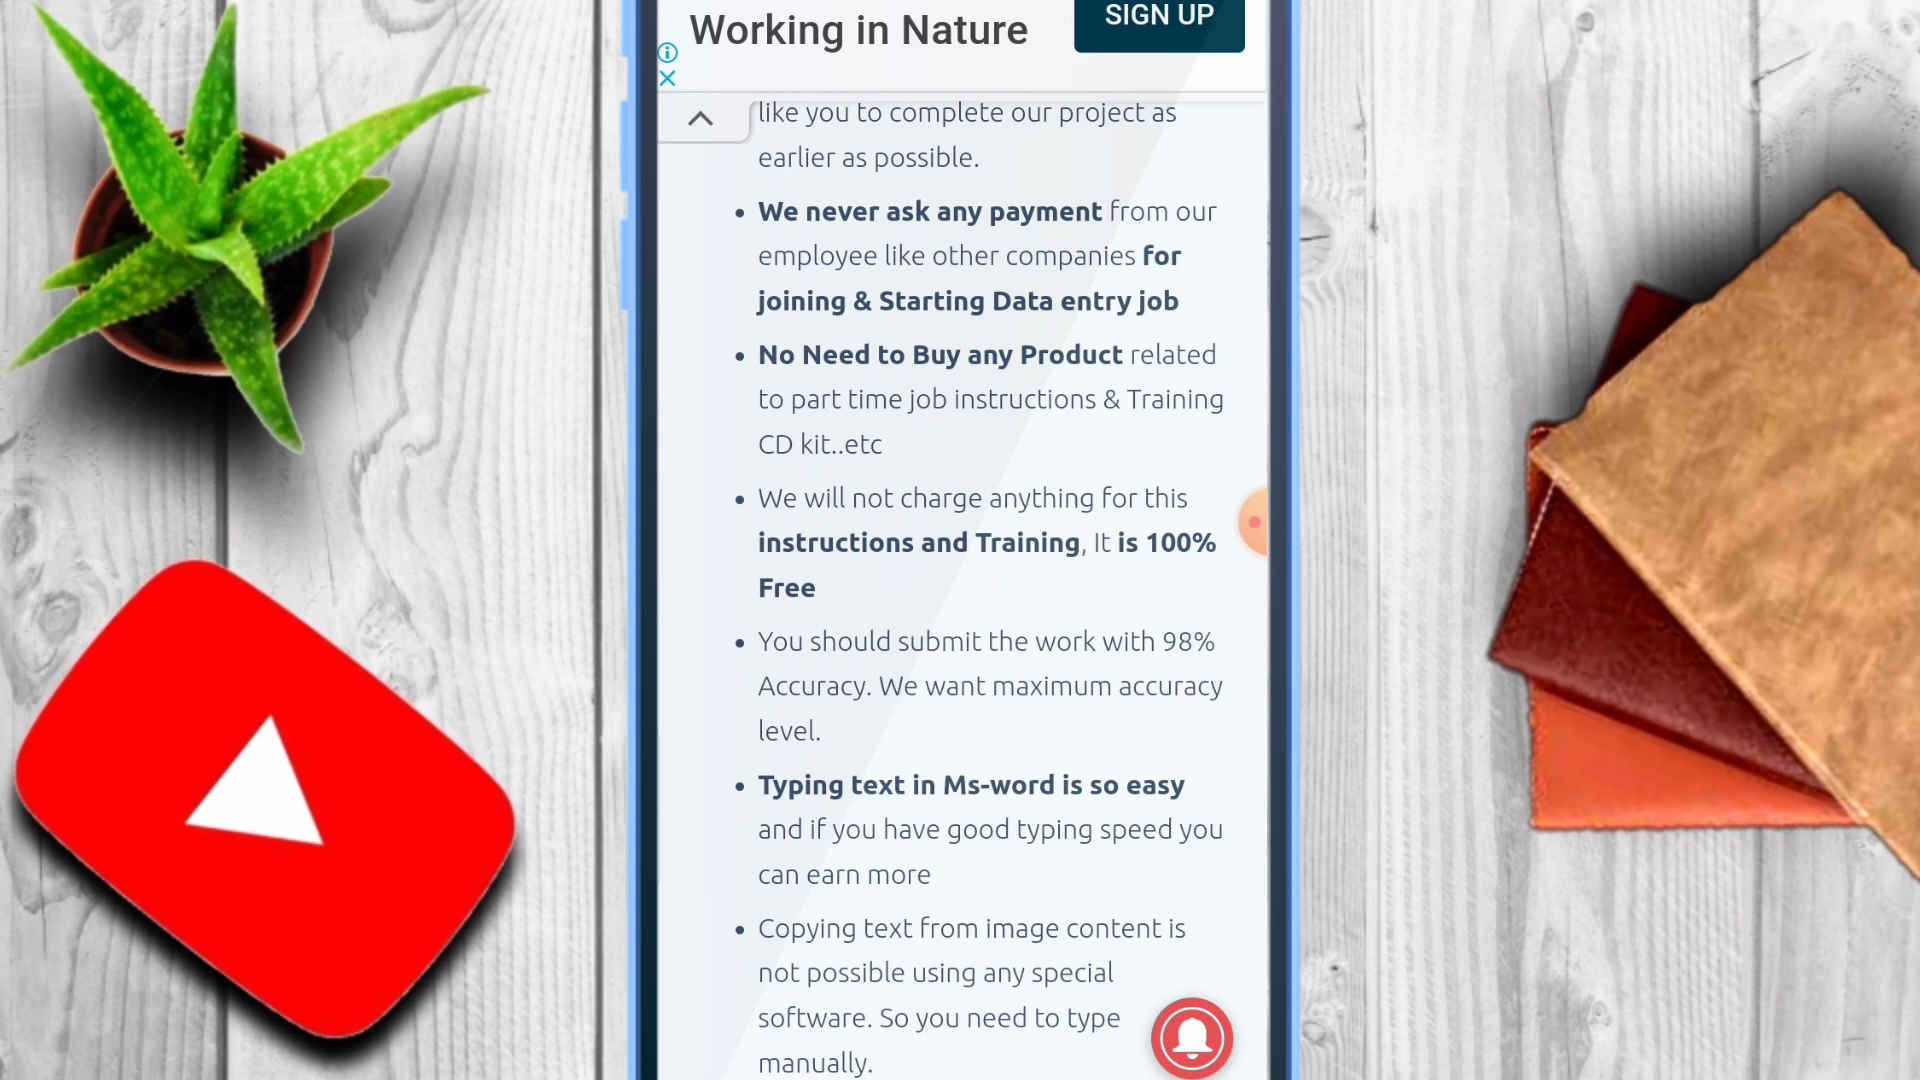 Working in Nature
SIGN UP
like you to complete our project as
earlier as possible.
We never ask any payment from our
employee like other companies for
joining & Starting Data entry job
No Need to Buy any Product related
to part time job instructions & Training
CD kit..etc
We will not charge anything for this
instructions and Training, It is 100%
Free
You should submit the work with 98%
Accuracy. We want maximum accuracy
level.
Typing text in Ms-word is so easy
and if you have good typing speed you
can earn more
Copying text from image content is
not possible using any special
software. So you need to type
manually.